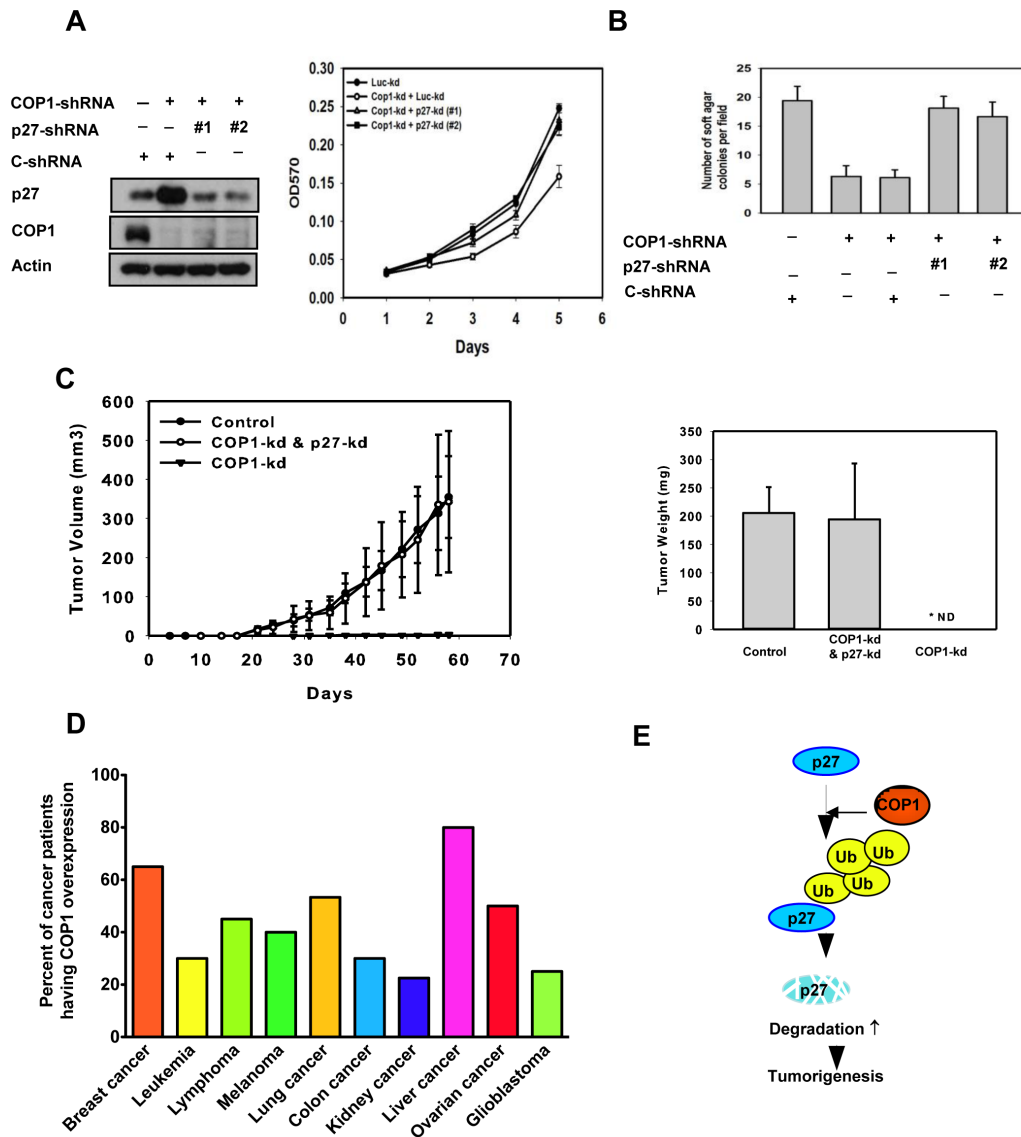 A
COP1-shRNA – + + +
p27-shRNA – – #1 #2
C-shRNA + + – –
p27
COP1
Actin
0.30
0.25
0.20
0.15
0.10
0.05
0.00
OD570
Luc-kd
Cop1-kd + Luc-kd
Cop1-kd + p27-kd (#1)
Cop1-kd + p27-kd (#2)
0 1 2 3 4 5 6
Days
B
25
20
15
10
5
0
Number of soft agar
colonies per field
COP1-shRNA – + + + +
p27-shRNA – – – #1 #2
C-shRNA + – + – –
C
600
500
400
300
200
100
0
Tumor Volume (mm3)
Control
COP1-kd & p27-kd
COP1-kd
0 10 20 30 40 50 60 70
Days
350
300
250
200
150
100
50
0
Tumor Weight (mg)
* ND
Control
COP1-kd
& p27-kd
COP1-kd
D
100
80
60
40
20
0
Percent of cancer patients
having COP1 overexpression
Breast cancer
Leukemia
Lymphoma
Melanoma
Lung cancer
Colon cancer
Kidney cancer
Liver cancer
Ovarian cancer
Glioblastoma
E
p27
COP1
Ub
Ub
Ub
Ub
p27
p27
Degradation ↑
Tumorigenesis